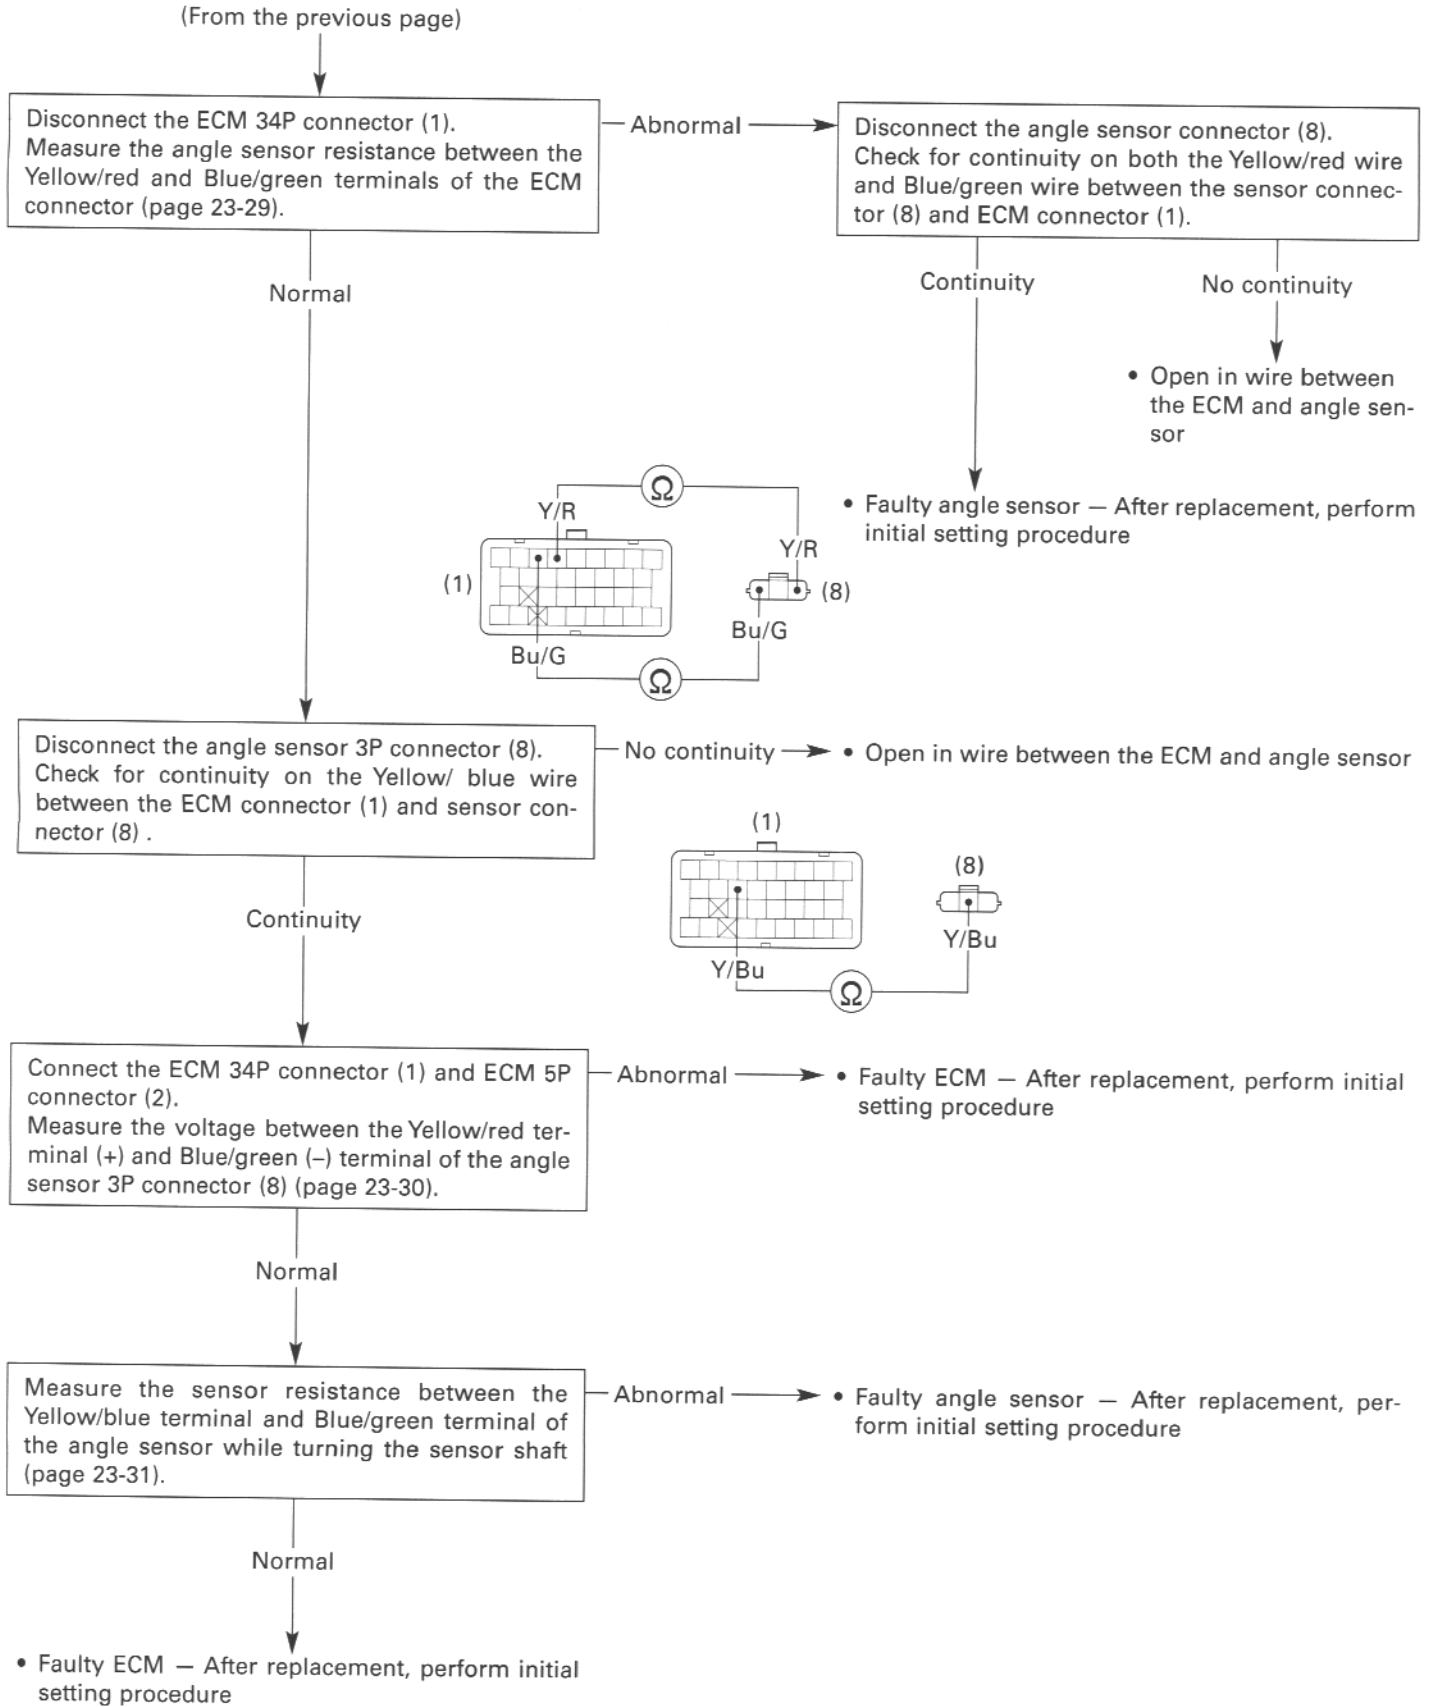 (From the previous page)
Disconnect the ECM 34P connector (1).
Measure the angle sensor resistance between the
Yellow/red and Blue/green terminals of the ECM
connector (page 23-29).
Abnormal
Disconnect the angle sensor connector (8).
Check for continuity on both the Yellow/red wire
and Blue/green wire between the sensor connec-
tor (8) and ECM connector (1).
Normal
Continuity
No continuity
• Open in wire between
the ECM and angle sen-
sor
• Faulty angle sensor — After replacement, perform
initial setting procedure
Ω
Y/R
Y/R
(1)
(8)
Bu/G
Bu/G
Ω
Disconnect the angle sensor 3P connector (8).
Check for continuity on the Yellow/ blue wire
between the ECM connector (1) and sensor con-
nector (8) .
No continuity
• Open in wire between the ECM and angle sensor
(1)
(8)
Y/Bu
Y/Bu
Ω
Continuity
Connect the ECM 34P connector (1) and ECM 5P
connector (2).
Measure the voltage between the Yellow/red ter-
minal (+) and Blue/green (–) terminal of the angle
sensor 3P connector (8) (page 23-30).
Abnormal
• Faulty ECM — After replacement, perform initial
setting procedure
Normal
Measure the sensor resistance between the
Yellow/blue terminal and Blue/green terminal of
the angle sensor while turning the sensor shaft
(page 23-31).
Abnormal
• Faulty angle sensor — After replacement, per-
form initial setting procedure
Normal
• Faulty ECM — After replacement, perform initial
setting procedure